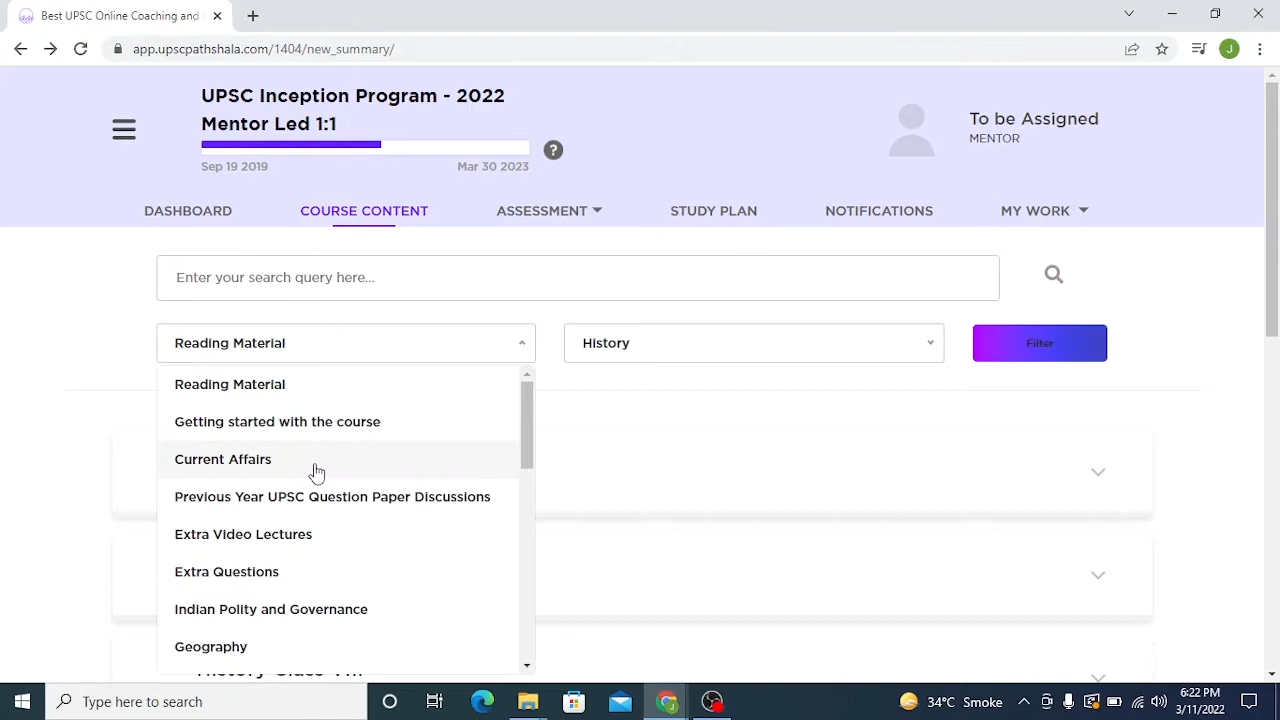 Best UPSC Online Coaching and
app.upscpathshala.com/1404/new_summary/
J
UPSC Inception Program - 2022
Mentor Led 1:1
Sep 19 2019
Mar 30 2023
?
To be Assigned
MENTOR
DASHBOARD
COURSE CONTENT
ASSESSMENT
STUDY PLAN
NOTIFICATIONS
MY WORK
Enter your search query here...
Reading Material
History
Filter
Reading Material
Getting started with the course
Current Affairs
Previous Year UPSC Question Paper Discussions
Extra Video Lectures
Extra Questions
Indian Polity and Governance
Geography
Type here to search
34°C Smoke
6:22 PM
3/11/2022